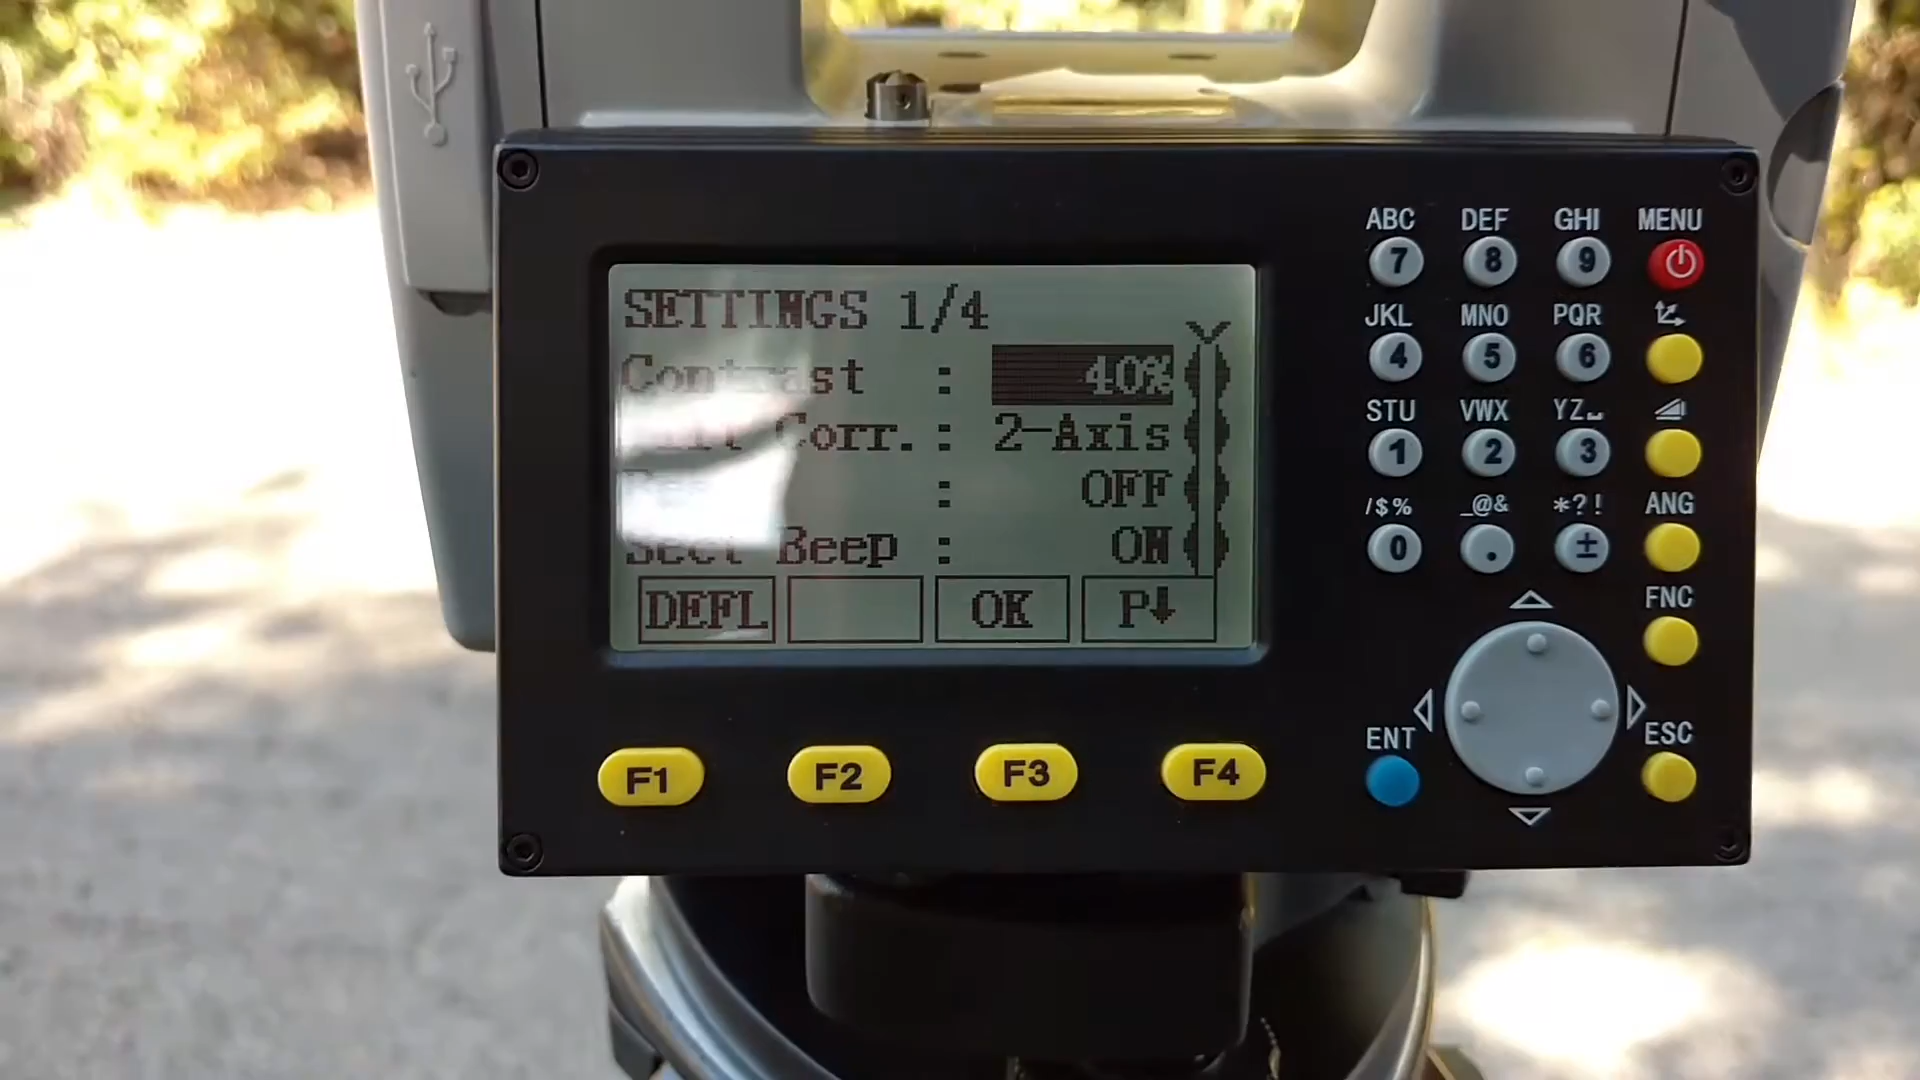 SETTINGS 1/4
Contrast : 40%
Corr. : 2-Axis
: OFF
Sect Beep : ON
DEFL OK P↓
F1 F2 F3 F4
ABC DEF GHI MENU
7 8 9
JKL MNO PQR
4 5 6
STU VWX YZ␣
1 2 3
/$% _@& *?! ANG
0 . ±
FNC
ENT ESC